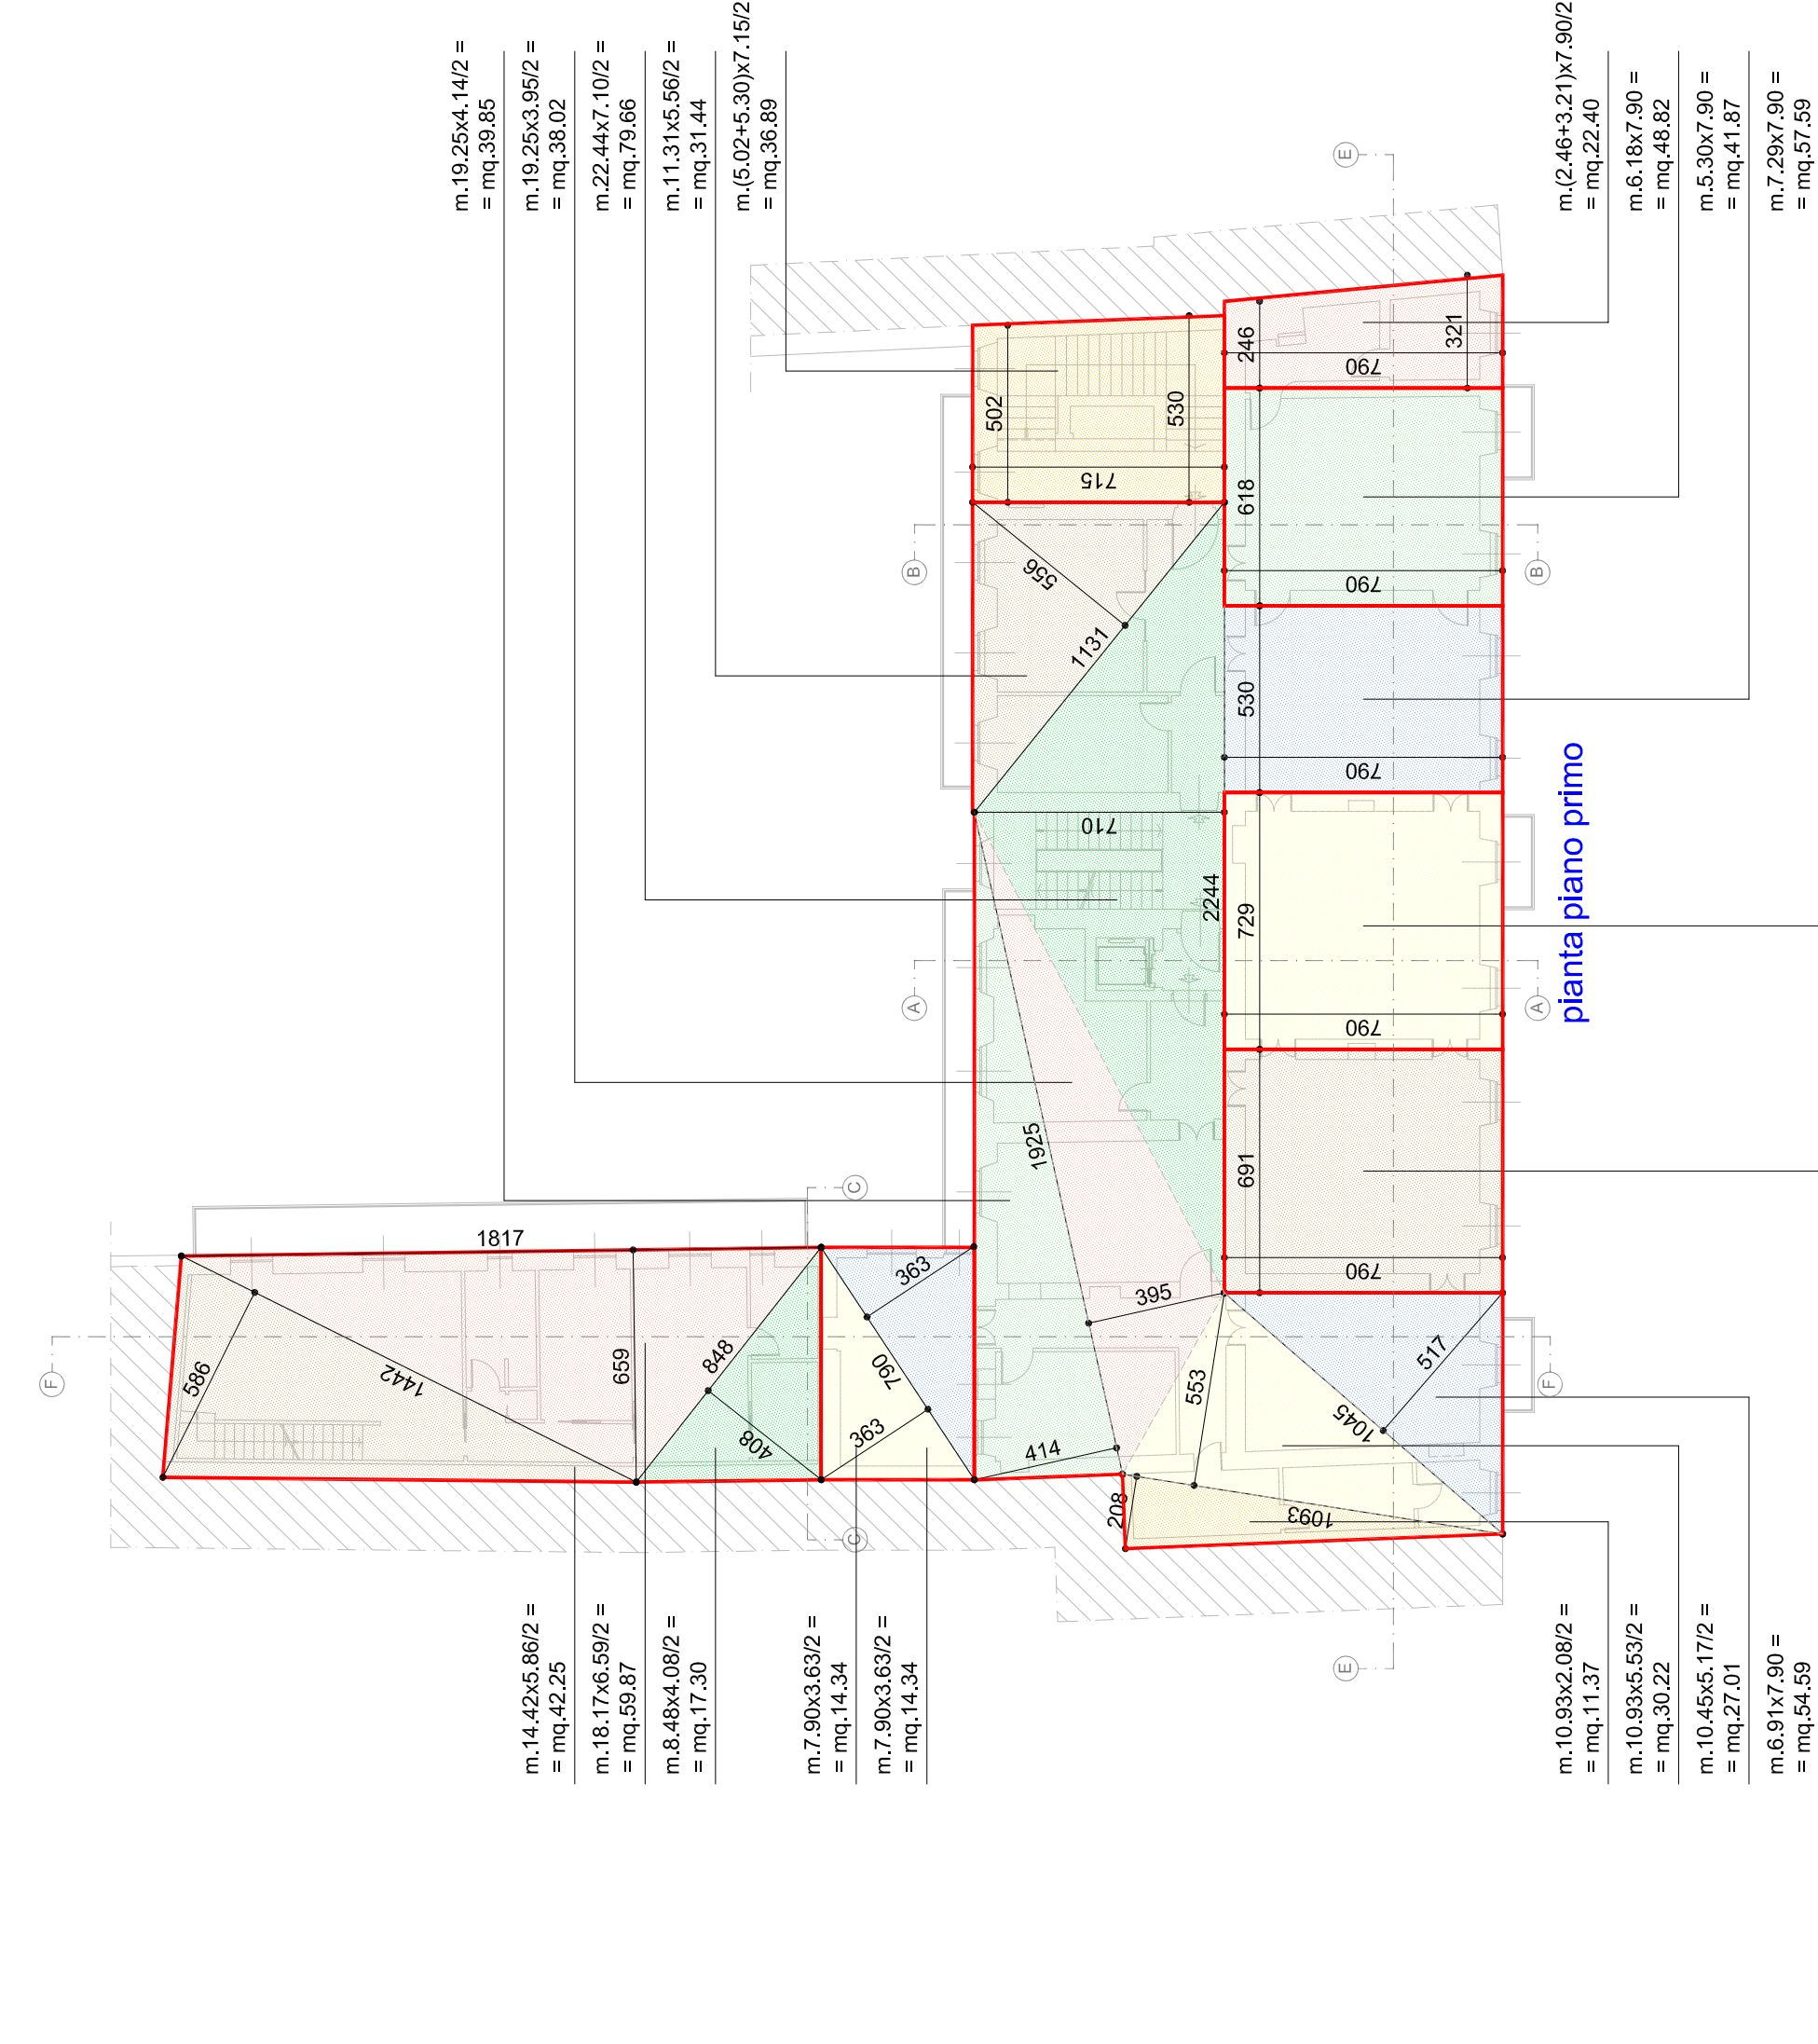 m.19.25x4.14/2 =
= mq.39.85
m.19.25x3.95/2 =
= mq.38.02
m.22.44x7.10/2 =
= mq.79.66
m.11.31x5.56/2 =
= mq.31.44
m.(5.02+5.30)x7.15/2
= mq.36.89
m.(2.46+3.21)x7.90/2
= mq.22.40
m.6.18x7.90 =
= mq.48.82
m.5.30x7.90 =
= mq.41.87
m.7.29x7.90 =
= mq.57.59
E
246
321
790
502
530
715
618
790
B
B
556
1131
530
790
710
2244
729
790
A
A
pianta piano primo
1925
691
790
395
414
553
517
1045
208
1093
C
C
F
F
1817
586
1442
659
848
408
363
790
363
E
m.14.42x5.86/2 =
= mq.42.25
m.18.17x6.59/2 =
= mq.59.87
m.8.48x4.08/2 =
= mq.17.30
m.7.90x3.63/2 =
= mq.14.34
m.7.90x3.63/2 =
= mq.14.34
m.10.93x2.08/2 =
= mq.11.37
m.10.93x5.53/2 =
= mq.30.22
m.10.45x5.17/2 =
= mq.27.01
m.6.91x7.90 =
= mq.54.59